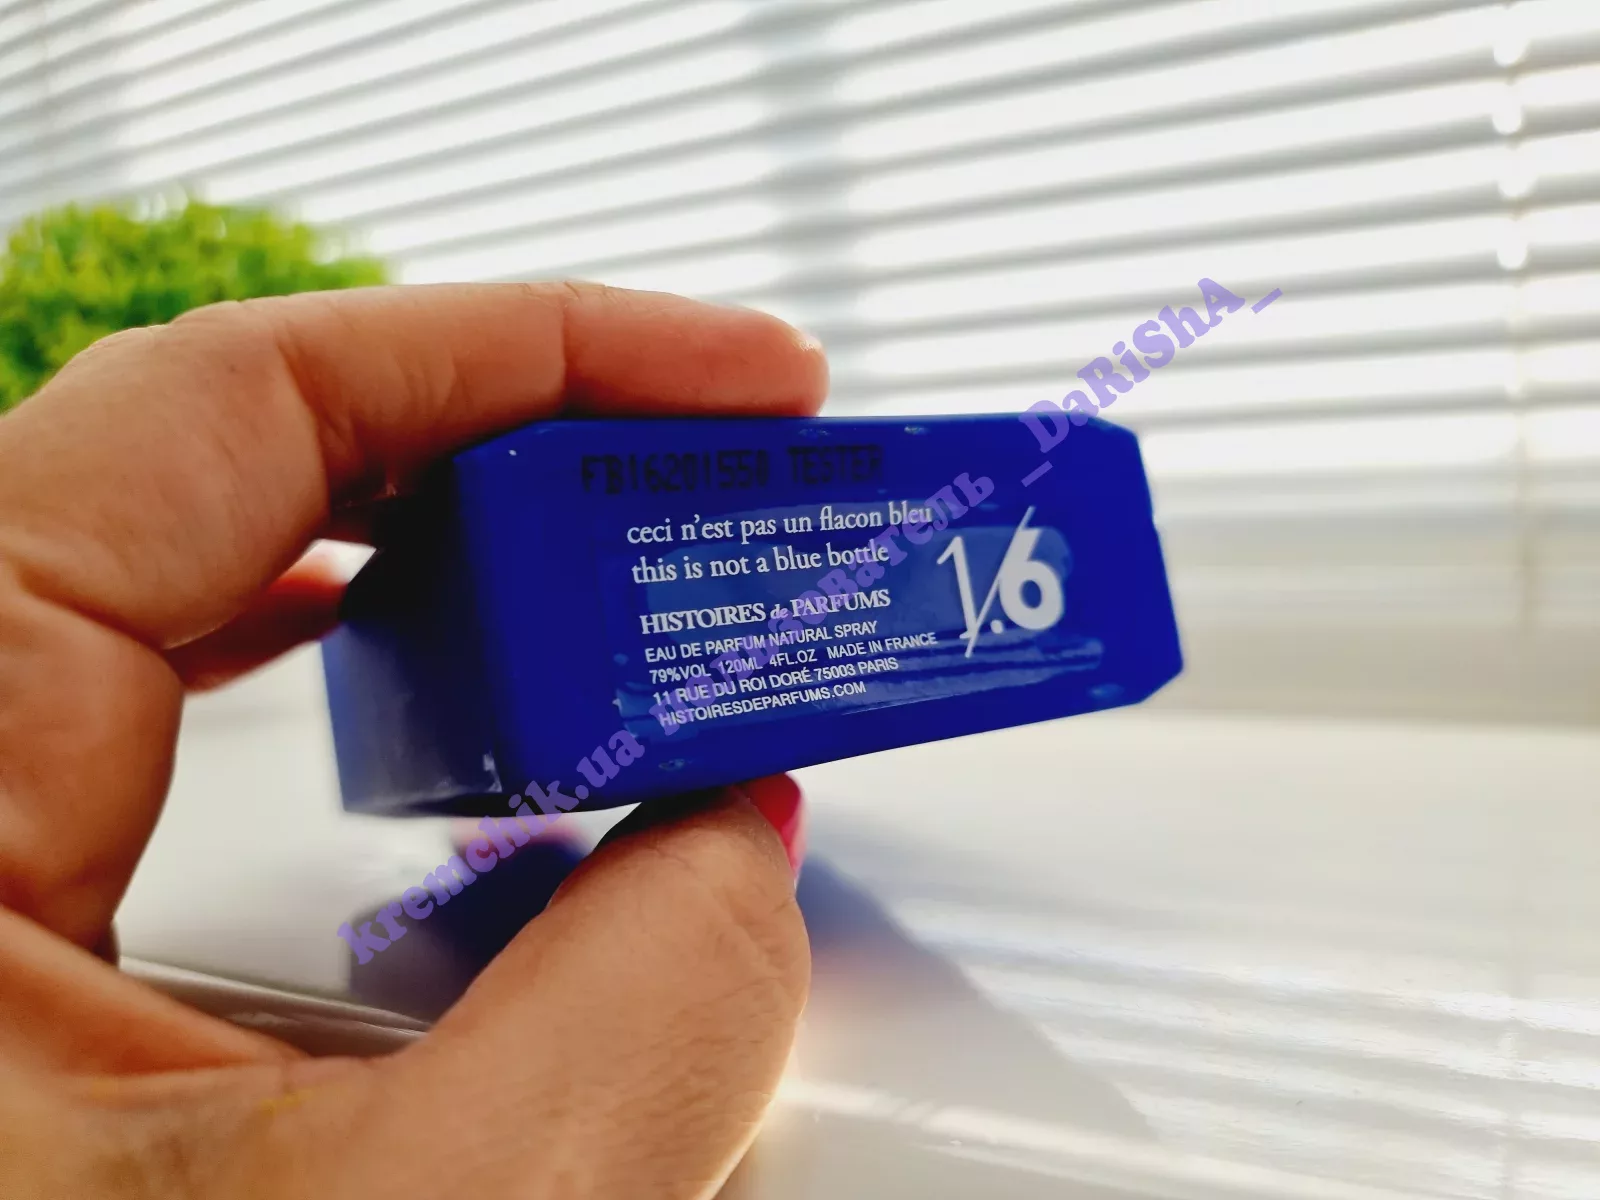 FB16201550 TESTER
ceci n'est pas un flacon bleu
this is not a blue bottle
1/.6
HISTOIRES de PARFUMS
EAU DE PARFUM NATURAL SPRAY
79%VOL 120ML 4FL.OZ MADE IN FRANCE
11 RUE DU ROI DORÉ 75003 PARIS
HISTOIRESDEPARFUMS.COM
kremchik.ua пользователь _DaRiShA_